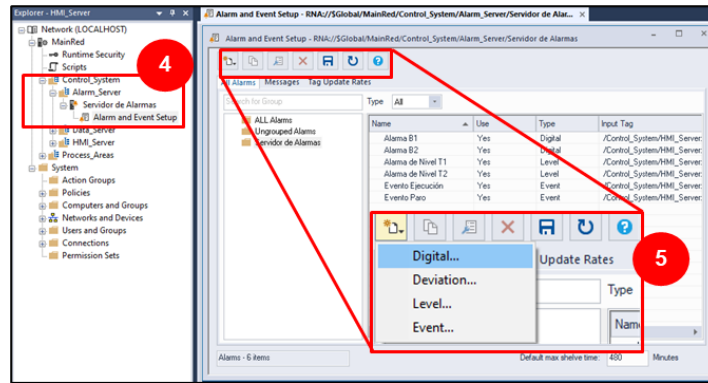 Explorer - HMI_Server
Network (LOCALHOST)
MainRed
Runtime Security
Scripts
Control_System
Alarm_Server
Servidor de Alarmas
Alarm and Event Setup
Data_Server
HMI_Server
Process_Areas
System
Action Groups
Policies
Computers and Groups
Networks and Devices
Users and Groups
Connections
Permission Sets
4
Alarm and Event Setup - RNA://$Global/MainRed/Control_System/Alarm_Server/Servidor de Alar...
Alarm and Event Setup - RNA://$Global/MainRed/Control_System/Alarm_Server/Servidor de Alarmas
All Alarms Messages Tag Update Rates
Search for Group
Type All
ALL Alarms
Ungrouped Alarms
Servidor de Alarmas
Name Use Type Input Tag
Alarma B1 Yes Digital /Control_System/HMI_Server:
Alarma B2 Yes Digital /Control_System/HMI_Server:
Alarma de Nivel T1 Yes Level /Control_System/HMI_Server:
Alarma de Nivel T2 Yes Level /Control_System/HMI_Server:
Evento Ejecución Yes Event /Control_System/HMI_Server:
Evento Paro Yes Event /Control_System/HMI_Server:
Digital...
Deviation...
Level...
Event...
Update Rates
Type
Nam
5
Alarms - 6 items
Default max shelve time: 480 Minutes